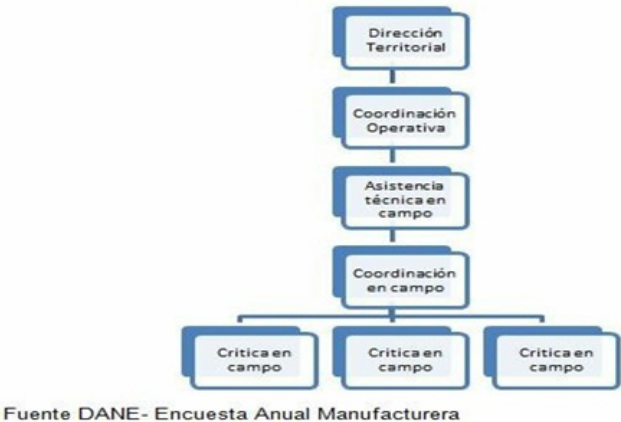 Dirección
Territorial
Coordinación
Operativa
Asistencia
técnica en
campo
Coordinación
en campo
Critica en
campo
Critica en
campo
Critica en
campo
Fuente DANE- Encuesta Anual Manufacturera